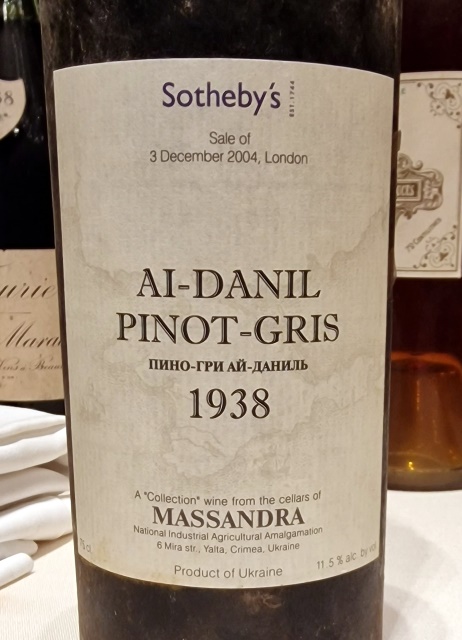 Sotheby's
EST. 1744
Sale of
3 December 2004, London
AI-DANIL
PINOT-GRIS
ПИНО-ГРИ АЙ-ДАНИЛЬ
1938
A "Collection" wine from the cellars of
MASSANDRA
National Industrial Agricultural Amalgamation
6 Mira str., Yalta, Crimea, Ukraine
Product of Ukraine
11.5 % alc. by vol